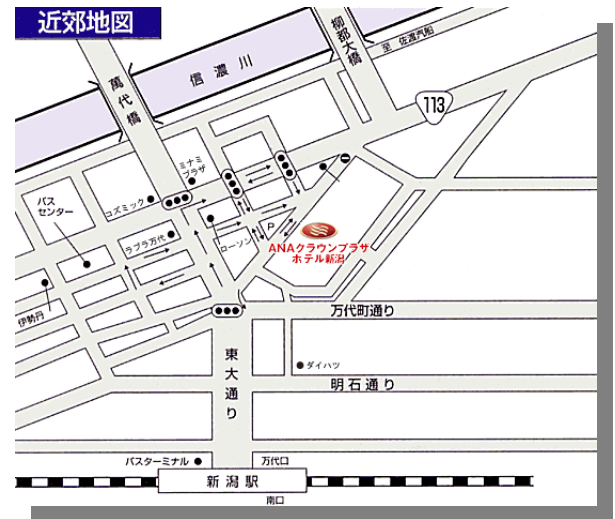 近郊地図
柳都大橋
至 佐渡汽船
信濃川
萬代橋
113
ミナミプラザ
コズミック
バス
センター
ラブラ万代
ローソン
P
ANAクラウンプラザ
ホテル新潟
伊勢丹
万代町通り
東大通り
ダイハツ
明石通り
バスターミナル
万代口
新潟駅
南口